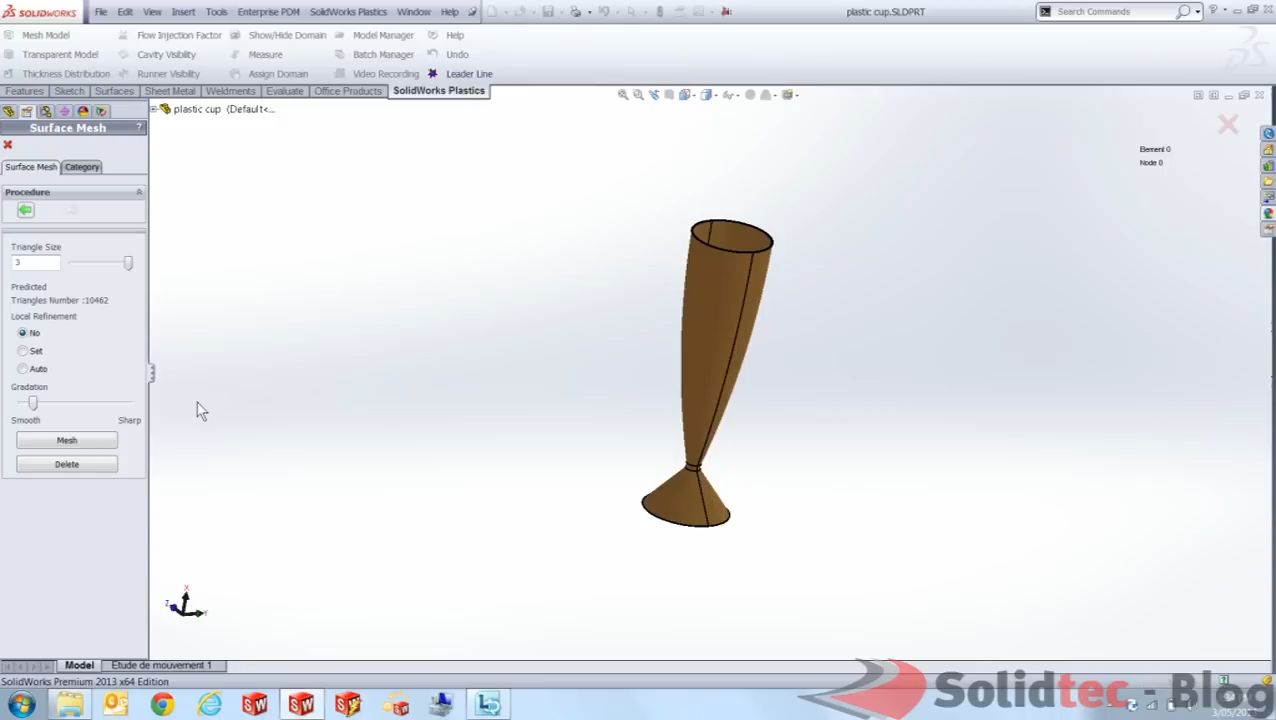 SOLIDWORKS File Edit View Insert Tools Enterprise PDM SolidWorks Plastics Window Help plastic cup.SLDPRT Search Commands
Mesh Model Flow Injection Factor Show/Hide Domain Model Manager Help
Transparent Model Cavity Visibility Measure Batch Manager Undo
Thickness Distribution Runner Visibility Assign Domain Video Recording Leader Line
Features Sketch Surfaces Sheet Metal Weldments Evaluate Office Products SolidWorks Plastics
plastic cup (Default<...
Surface Mesh ?
Element 0
Node 0
Surface Mesh Category
Procedure
Triangle Size
3
Predicted
Triangles Number :10462
Local Refinement
No
Set
Auto
Gradation
Smooth Sharp
Mesh
Delete
X
Z Y
Model Etude de mouvement 1
SolidWorks Premium 2013 x64 Edition
Solidtec - Blog